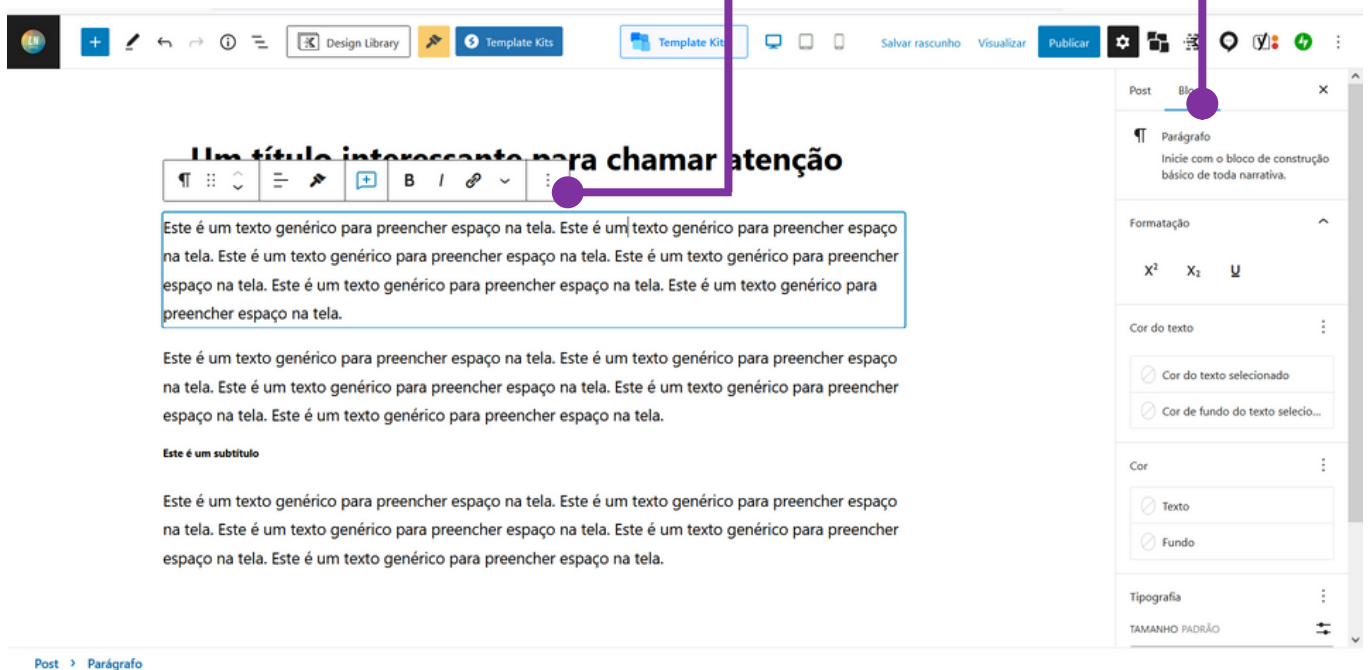 Design Library
Template Kits
Template Kit
Salvar rascunho
Visualizar
Publicar
Post
Um título interessante para chamar atenção
B
I
Este é um texto genérico para preencher espaço na tela. Este é um texto genérico para preencher espaço
na tela. Este é um texto genérico para preencher espaço na tela. Este é um texto genérico para preencher
espaço na tela. Este é um texto genérico para preencher espaço na tela. Este é um texto genérico para
preencher espaço na tela.
Este é um texto genérico para preencher espaço na tela. Este é um texto genérico para preencher espaço
na tela. Este é um texto genérico para preencher espaço na tela. Este é um texto genérico para preencher
espaço na tela. Este é um texto genérico para preencher espaço na tela.
Este é um subtítulo
Este é um texto genérico para preencher espaço na tela. Este é um texto genérico para preencher espaço
na tela. Este é um texto genérico para preencher espaço na tela. Este é um texto genérico para preencher
espaço na tela. Este é um texto genérico para preencher espaço na tela.
Parágrafo
Inicie com o bloco de construção
básico de toda narrativa.
Formatação
X² X₂ U
Cor do texto
Cor do texto selecionado
Cor de fundo do texto selecio...
Cor
Texto
Fundo
Tipografia
TAMANHO PADRÃO
Post > Parágrafo